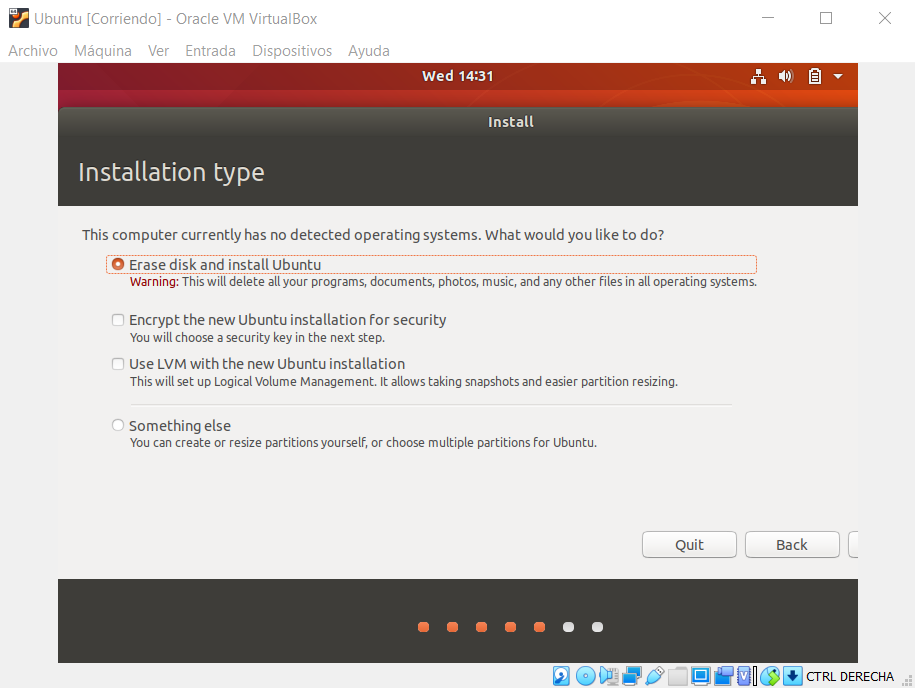 Ubuntu [Corriendo] - Oracle VM VirtualBox
Archivo Máquina Ver Entrada Dispositivos Ayuda
Wed 14:31
Install
Installation type
This computer currently has no detected operating systems. What would you like to do?
Erase disk and install Ubuntu
Warning: This will delete all your programs, documents, photos, music, and any other files in all operating systems.
Encrypt the new Ubuntu installation for security
You will choose a security key in the next step.
Use LVM with the new Ubuntu installation
This will set up Logical Volume Management. It allows taking snapshots and easier partition resizing.
Something else
You can create or resize partitions yourself, or choose multiple partitions for Ubuntu.
Quit Back
CTRL DERECHA